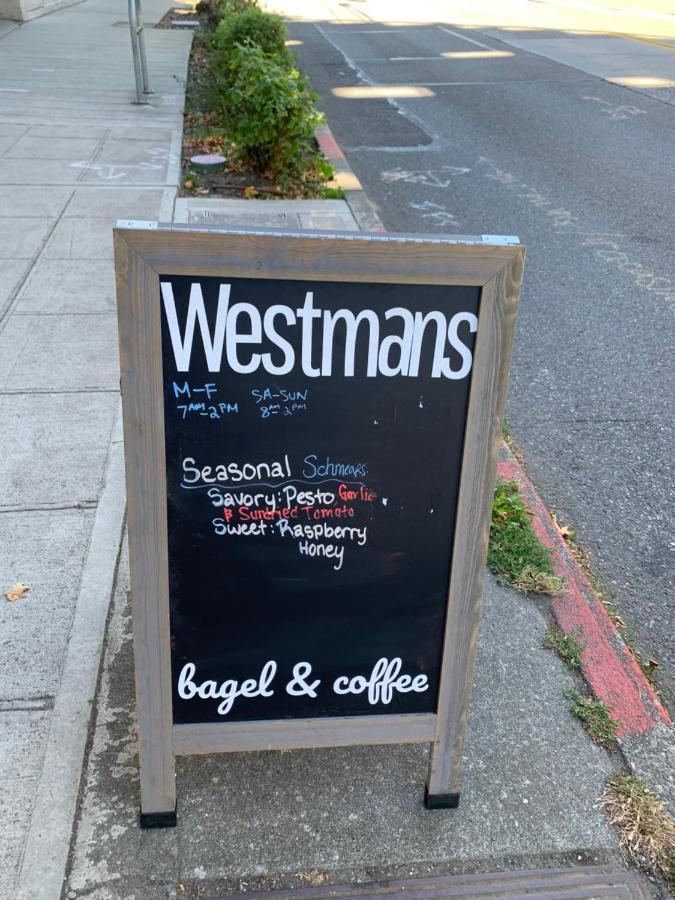 Westmans
M-F SA-SUN
7AM-2PM 8AM-2PM
Seasonal Schmears:
Savory: Pesto Garlic
& Sundried Tomato
Sweet: Raspberry
Honey
bagel & coffee